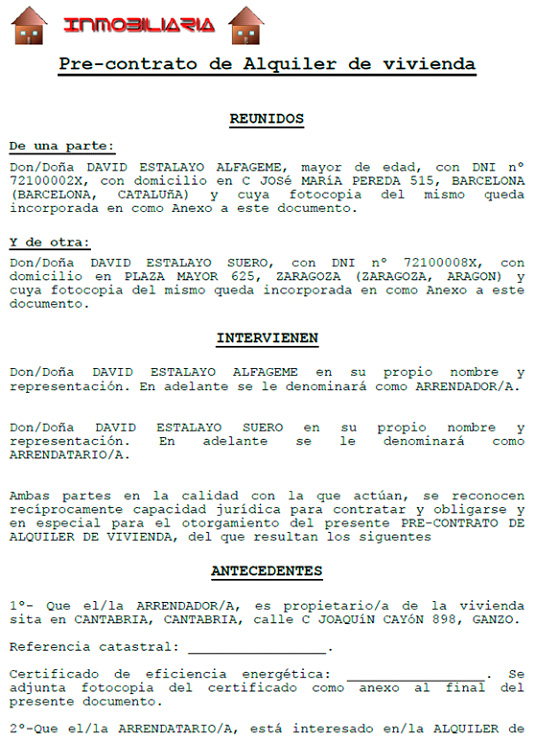 INMOBILIARIA
Pre-contrato de Alquiler de vivienda
REUNIDOS
De una parte:
Don/Doña DAVID ESTALAYO ALFAGEME, mayor de edad, con DNI nº
72100002X, con domicilio en C JOSé MARÍA PEREDA 515, BARCELONA
(BARCELONA, CATALUñA) y cuya fotocopia del mismo queda
incorporada en como Anexo a este documento.
Y de otra:
Don/Doña DAVID ESTALAYO SUERO, con DNI nº 72100008X, con
domicilio en PLAZA MAYOR 625, ZARAGOZA (ZARAGOZA, ARAGON) y
cuya fotocopia del mismo queda incorporada en como Anexo a este
documento.
INTERVIENEN
Don/Doña DAVID ESTALAYO ALFAGEME en su propio nombre y
representación. En adelante se le denominará como ARRENDADOR/A.
Don/Doña DAVID ESTALAYO SUERO en su propio nombre y
representación. En adelante se le denominará como
ARRENDATARIO/A.
Ambas partes en la calidad con la que actúan, se reconocen
recíprocamente capacidad jurídica para contratar y obligarse y
en especial para el otorgamiento del presente PRE-CONTRATO DE
ALQUILER DE VIVIENDA, del que resultan los siguentes
ANTECEDENTES
1º- Que el/la ARRENDADOR/A, es propietario/a de la vivienda
sita en CANTABRIA, CANTABRIA, calle C JOAQUíN CAYóN 898, GANZO.
Referencia catastral: _________________.
Certificado de eficiencia energética: _________________. Se
adjunta fotocopia del certificado como anexo al final del
presente documento.
2º-Que el/la ARRENDATARIO/A, está interesado en/la ALQUILER de